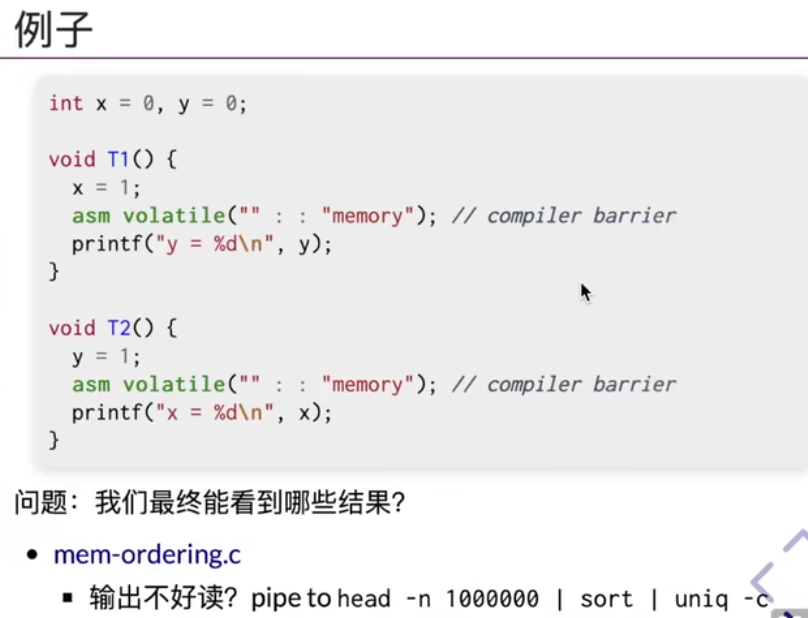 例子
int x = 0, y = 0;
void T1() {
  x = 1;
  asm volatile("" : : "memory"); // compiler barrier
  printf("y = %d\n", y);
}
void T2() {
  y = 1;
  asm volatile("" : : "memory"); // compiler barrier
  printf("x = %d\n", x);
}
问题：我们最终能看到哪些结果？
• mem-ordering.c
▪ 输出不好读？pipe to head -n 1000000 | sort | uniq -c